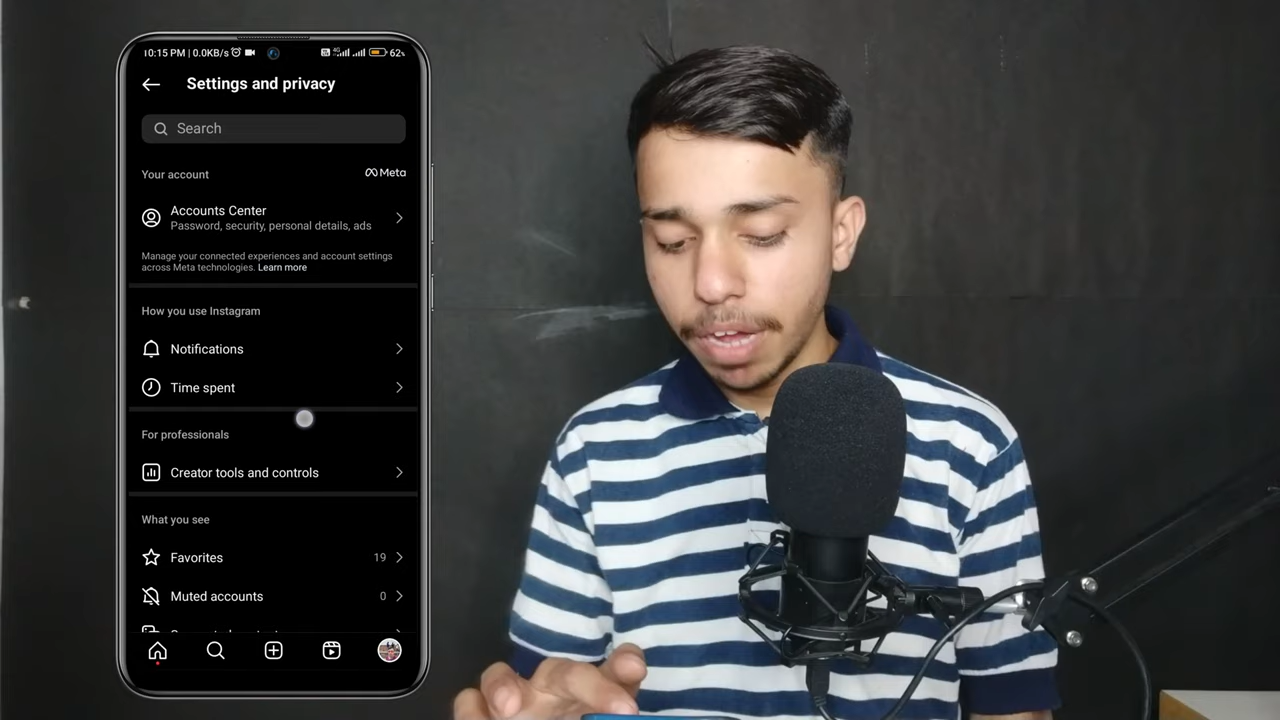 10:15 PM | 0.0KB/s 4G 62%
Settings and privacy
Search
Your account Meta
Accounts Center
Password, security, personal details, ads
Manage your connected experiences and account settings
across Meta technologies. Learn more
How you use Instagram
Notifications
Time spent
For professionals
Creator tools and controls
What you see
Favorites 19
Muted accounts 0